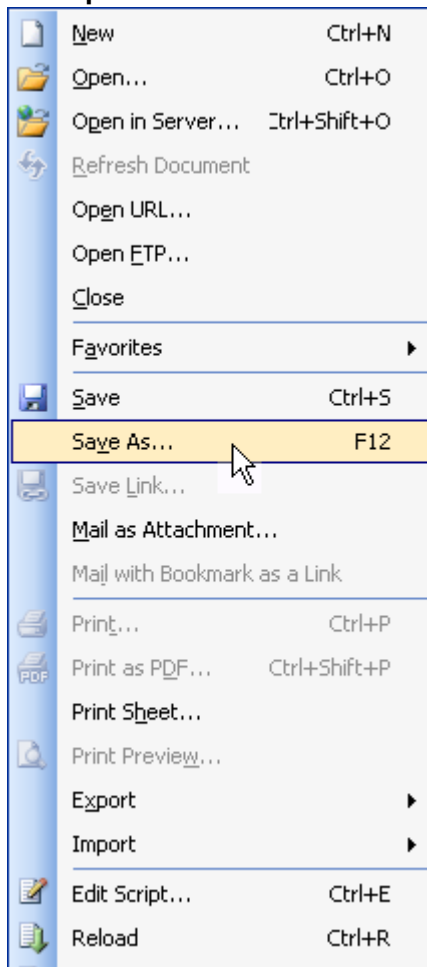 New Ctrl+N
Open... Ctrl+O
Open in Server... Ctrl+Shift+O
Refresh Document
Open URL...
Open FTP...
Close
Favorites
Save Ctrl+S
Save As... F12
Save Link...
Mail as Attachment...
Mail with Bookmark as a Link
Print... Ctrl+P
PDF Print as PDF... Ctrl+Shift+P
Print Sheet...
Print Preview...
Export
Import
Edit Script... Ctrl+E
Reload Ctrl+R